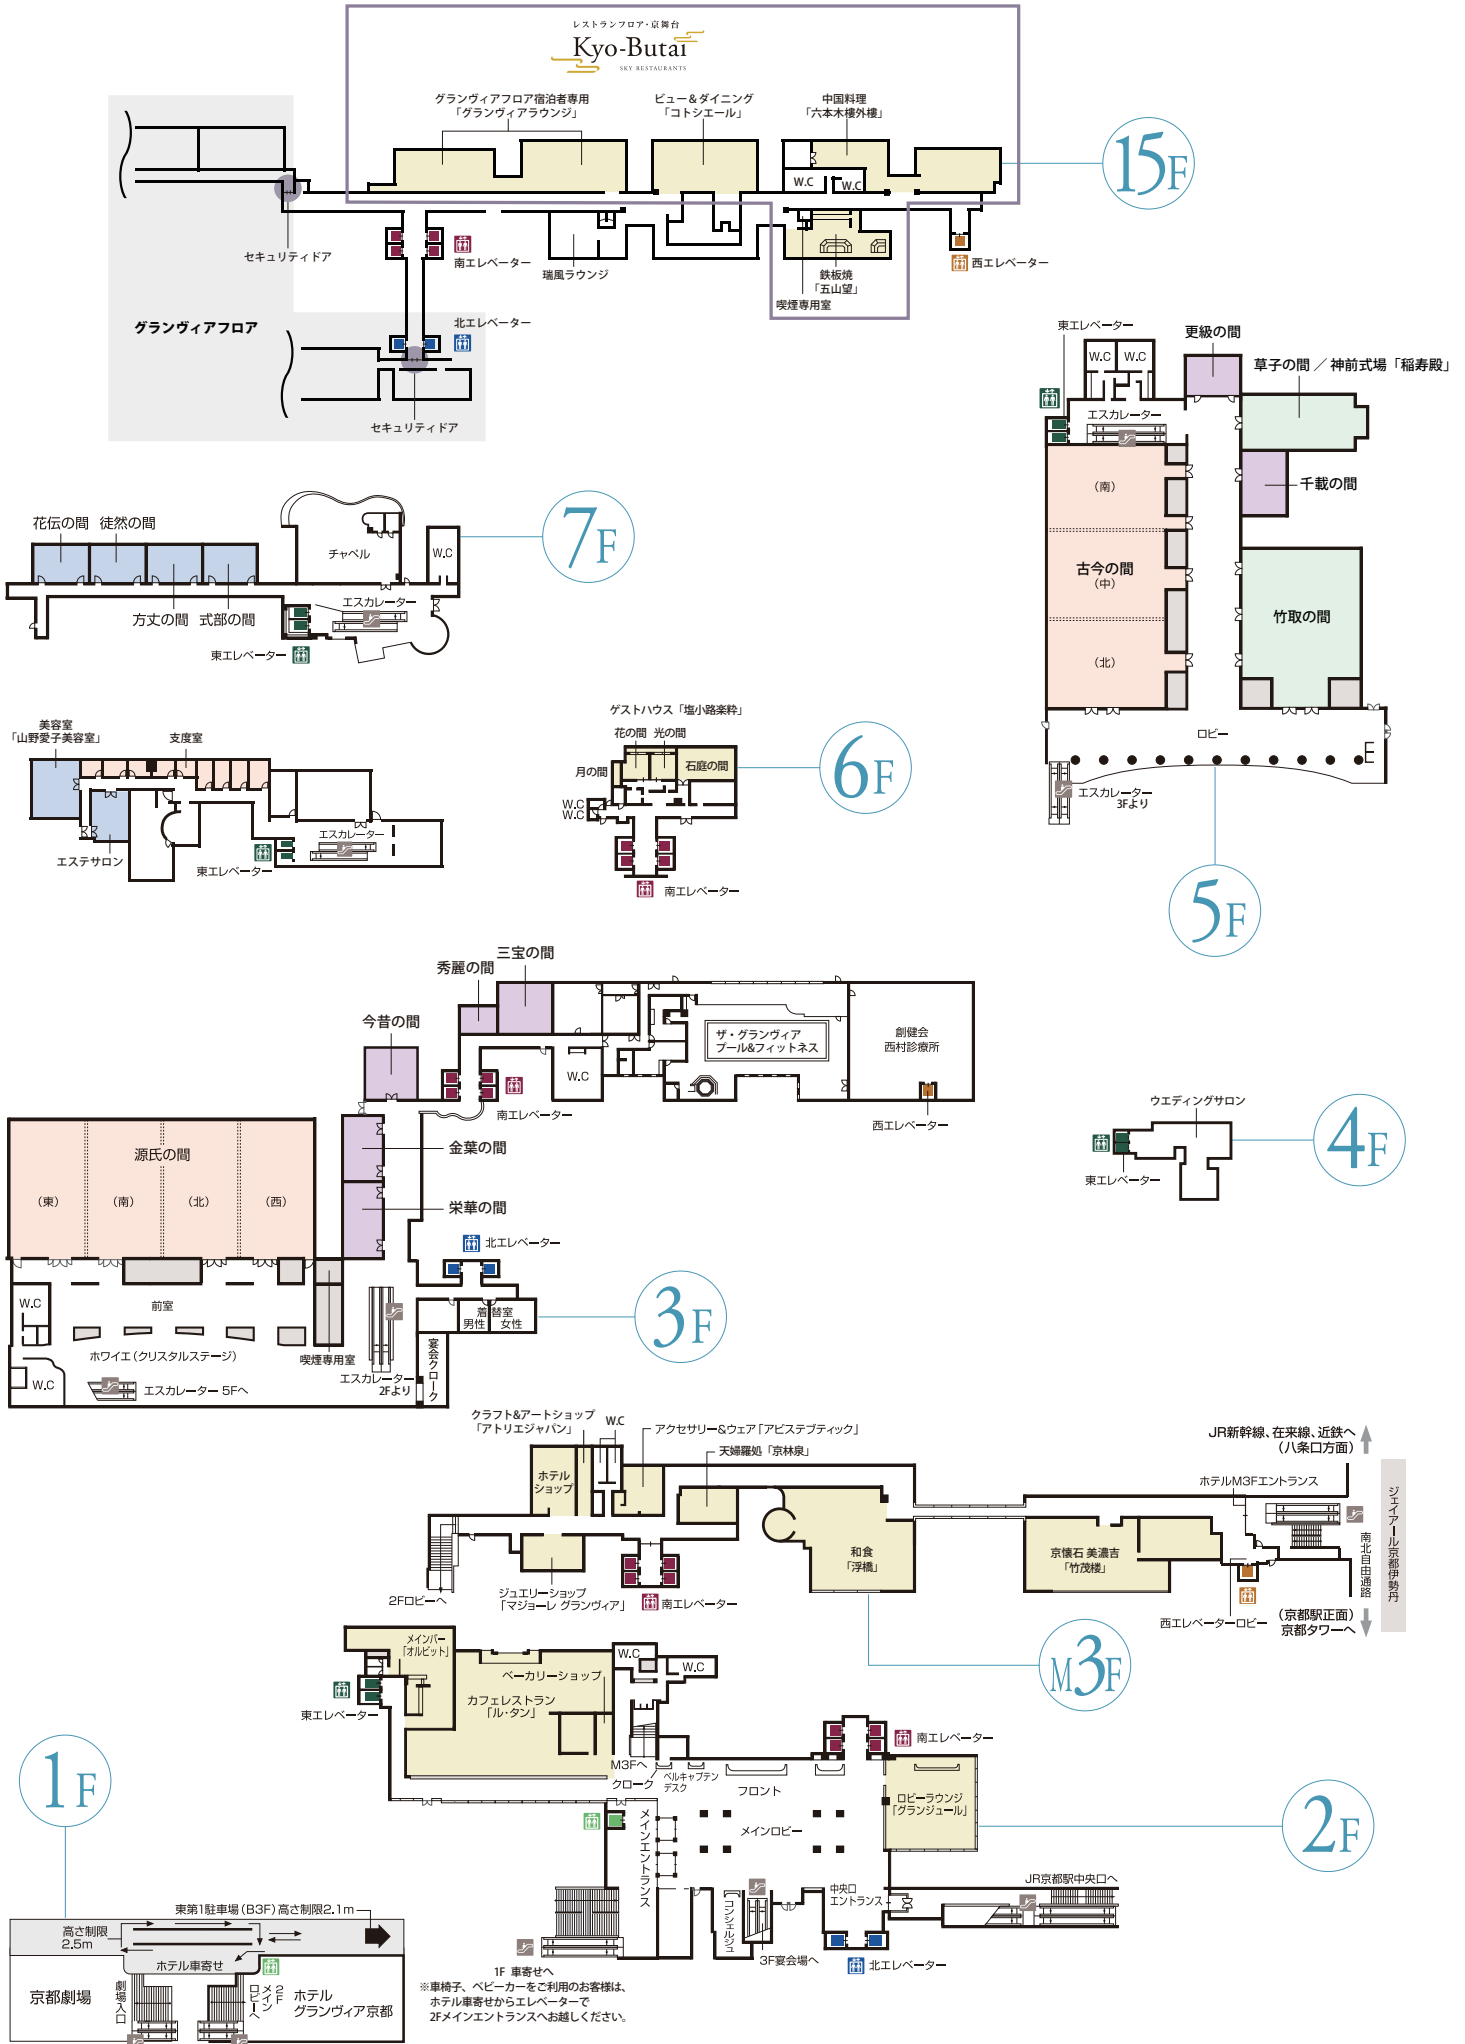 レストランフロア・京舞台
Kyo-Butai
SKY RESTAURANTS
グランヴィアフロア宿泊者専用
「グランヴィアラウンジ」
ビュー＆ダイニング
「コトシエール」
中国料理
「六本木樓外樓」
15F
W.C
W.C
セキュリティドア
南エレベーター
瑞風ラウンジ
鉄板焼
「五山望」
喫煙専用室
西エレベーター
グランヴィアフロア
北エレベーター
セキュリティドア
東エレベーター
更級の間
W.C
W.C
草子の間 ／ 神前式場「稲寿殿」
エスカレーター
（南）
千載の間
古今の間
（中）
竹取の間
（北）
ロビー
エスカレーター
3Fより
5F
花伝の間
徒然の間
チャペル
W.C
7F
方丈の間
式部の間
エスカレーター
東エレベーター
美容室
「山野愛子美容室」
支度室
エステサロン
エスカレーター
東エレベーター
ゲストハウス「塩小路楽粋」
花の間
光の間
月の間
石庭の間
W.C
W.C
南エレベーター
6F
三宝の間
秀麗の間
今昔の間
ザ・グランヴィア
プール&フィットネス
創健会
西村診療所
W.C
南エレベーター
西エレベーター
金葉の間
源氏の間
（東）
（南）
（北）
（西）
栄華の間
北エレベーター
W.C
前室
着替室
男性
女性
3F
ホワイエ（クリスタルステージ）
喫煙専用室
宴会クローク
W.C
エスカレーター 5Fへ
エスカレーター
2Fより
ウエディングサロン
東エレベーター
4F
クラフト&アートショップ
「アトリエジャパン」
W.C
アクセサリー&ウェア「アビステブティック」
天婦羅処「京林泉」
ホテル
ショップ
和食
「浮橋」
京懐石 美濃吉
「竹茂楼」
JR新幹線、在来線、近鉄へ
（八条口方面）
ホテルM3Fエントランス
ジェイアール京都伊勢丹
南北自由通路
2Fロビーへ
ジュエリーショップ
「マジョーレ グランヴィア」
南エレベーター
西エレベーターロビー
（京都駅正面）
京都タワーへ
M3F
メインバー
「オルビット」
W.C
W.C
ベーカリーショップ
カフェレストラン
「ル・タン」
東エレベーター
M3Fへ
クローク
ベルキャプテン
デスク
フロント
南エレベーター
ロビーラウンジ
「グランジュール」
メインエントランス
メインロビー
2F
コンシェルジュ
中央口
エントランス
JR京都駅中央口へ
3F宴会場へ
北エレベーター
1F 車寄せへ
※車椅子、ベビーカーをご利用のお客様は、
ホテル車寄せからエレベーターで
2Fメインエントランスへお越しください。
1F
東第1駐車場（B3F）高さ制限2.1m
高さ制限
2.5m
ホテル車寄せ
京都劇場
劇場入口
2F
メイン
ロビーへ
ホテル
グランヴィア京都